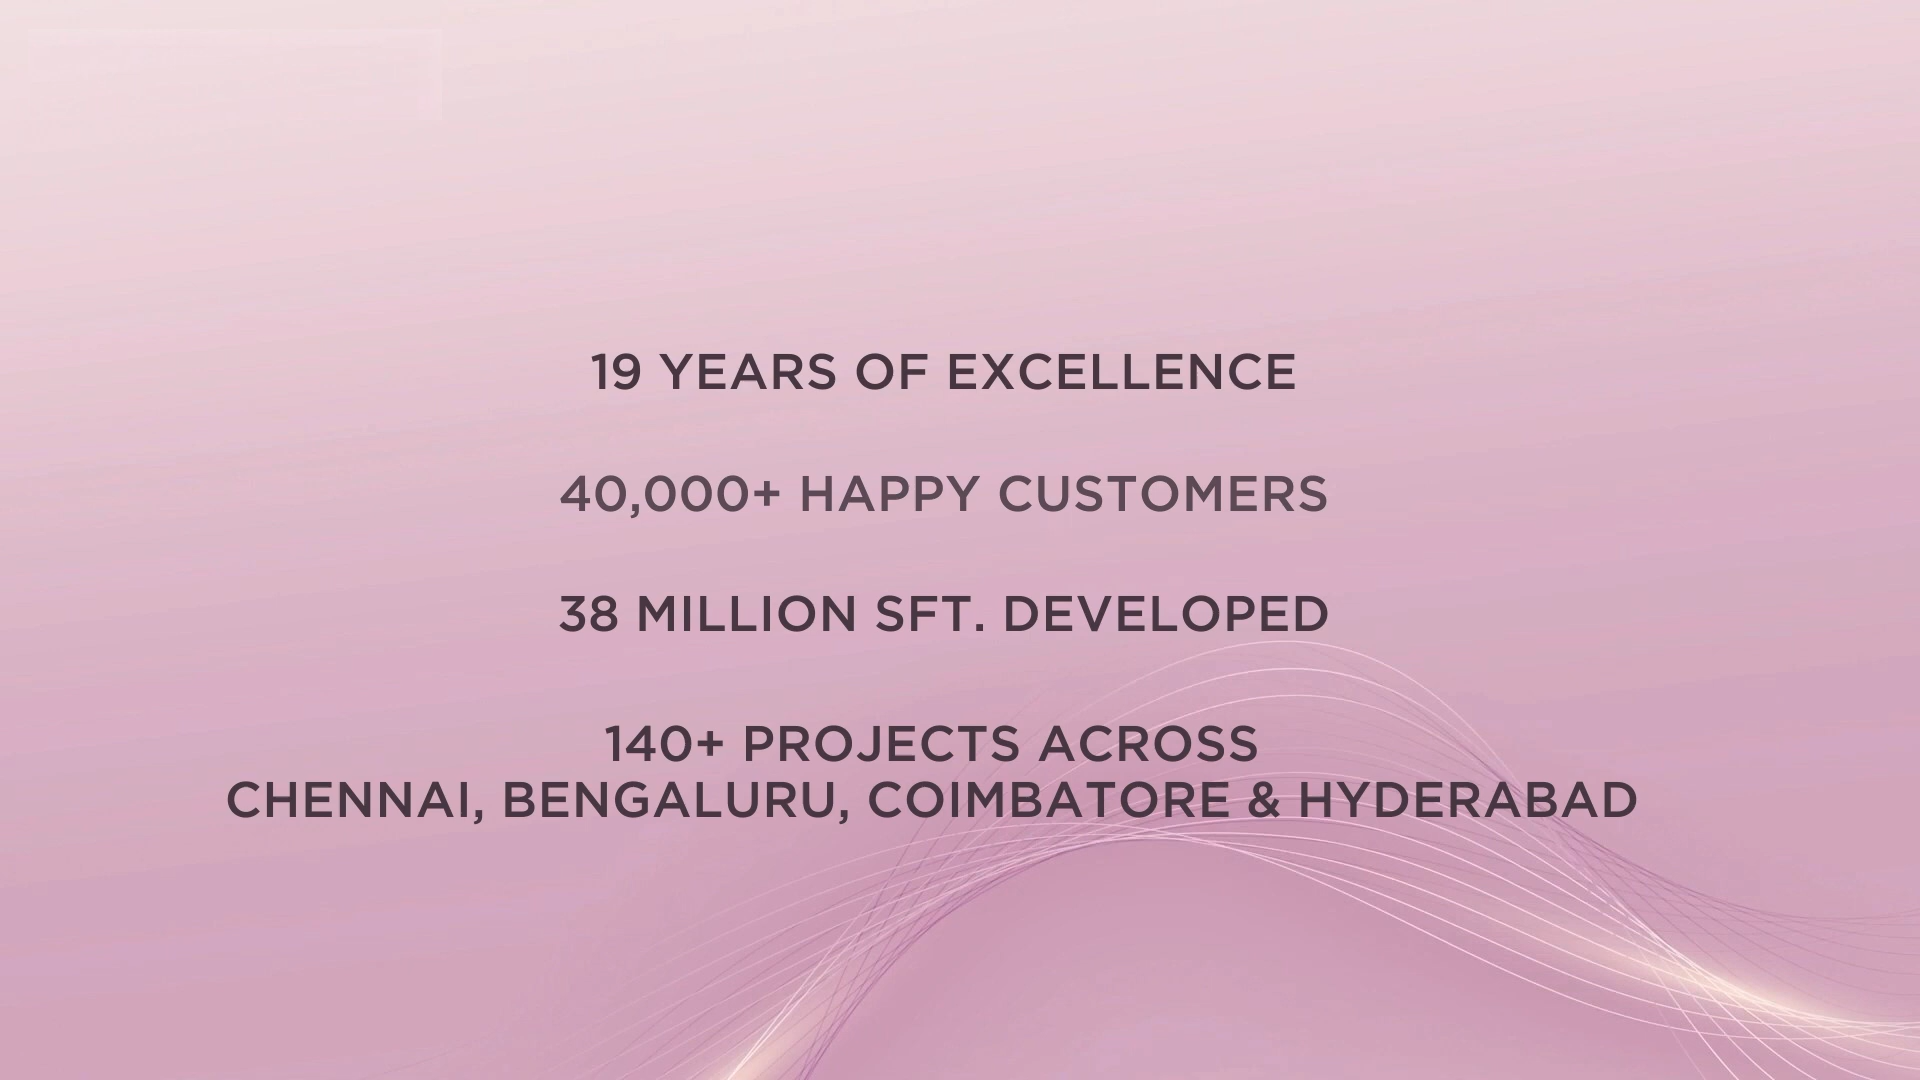 19 YEARS OF EXCELLENCE
40,000+ HAPPY CUSTOMERS
38 MILLION SFT. DEVELOPED
140+ PROJECTS ACROSS
CHENNAI, BENGALURU, COIMBATORE & HYDERABAD